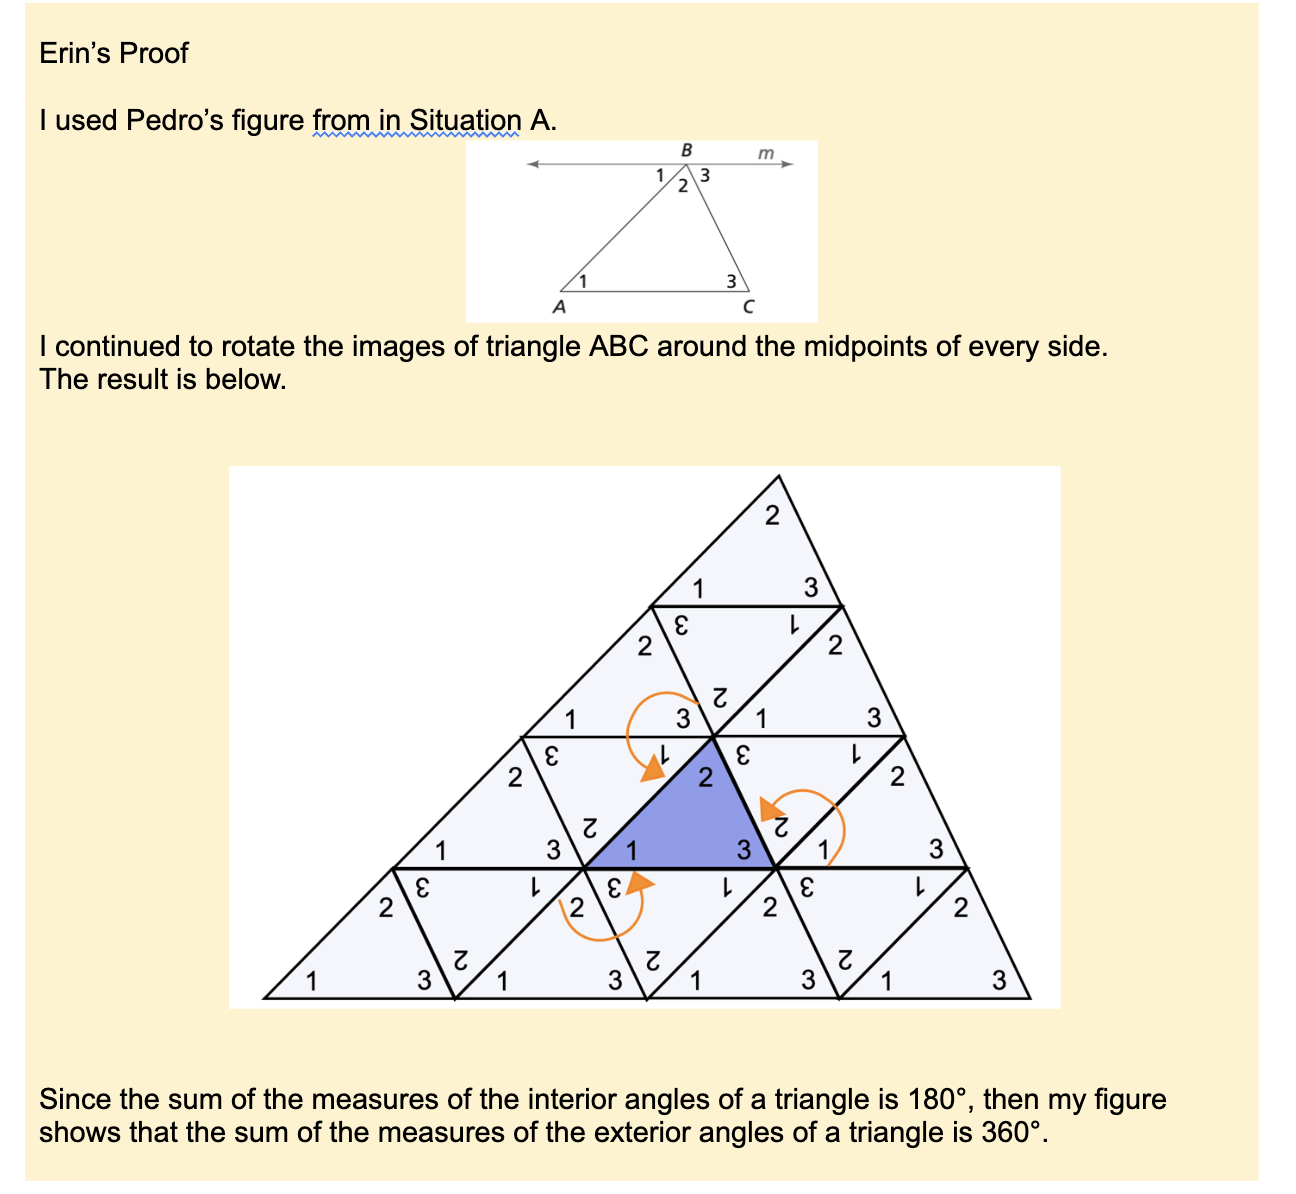 Erin's Proof
I used Pedro's figure from in Situation A.
B m
1 2 3
1 3
A C
I continued to rotate the images of triangle ABC around the midpoints of every side.
The result is below.
2
1 3
3 1
2 2
2
1 3 1 3
3 1 3 1
2 2 2
2 2
1 3 1 3 1 3
3 1 3 1 3 1
2 2 2 2
2 2 2
1 3 1 3 1 3 1 3
Since the sum of the measures of the interior angles of a triangle is 180°, then my figure
shows that the sum of the measures of the exterior angles of a triangle is 360°.